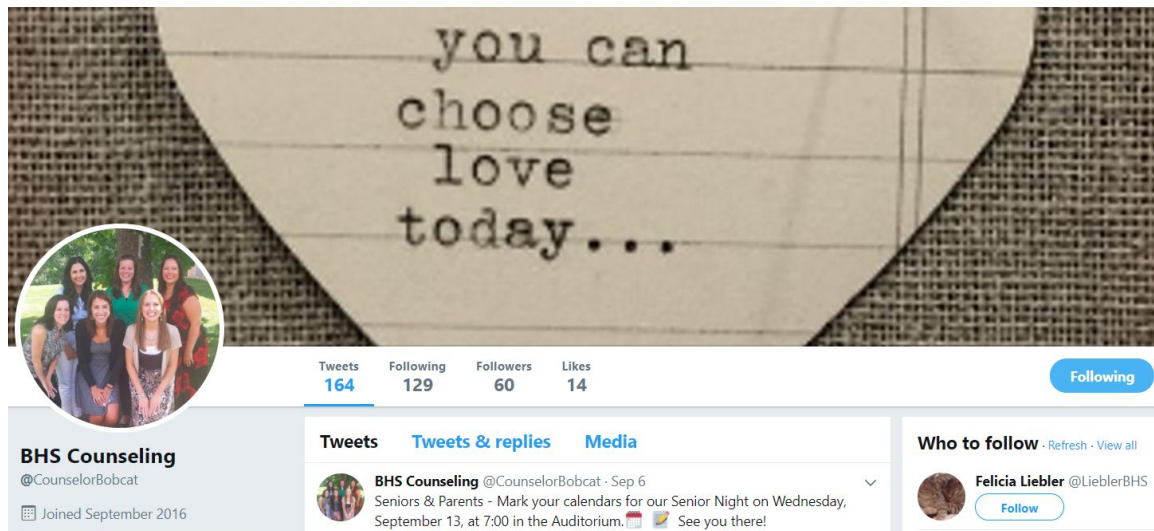 you can
choose
love
today...
Tweets Following Followers Likes
164 129 60 14
Following
BHS Counseling
@CounselorBobcat
Joined September 2016
Tweets Tweets & replies Media
BHS Counseling @CounselorBobcat · Sep 6
Seniors & Parents - Mark your calendars for our Senior Night on Wednesday,
September 13, at 7:00 in the Auditorium. See you there!
Who to follow · Refresh · View all
Felicia Liebler @LieblerBHS
Follow